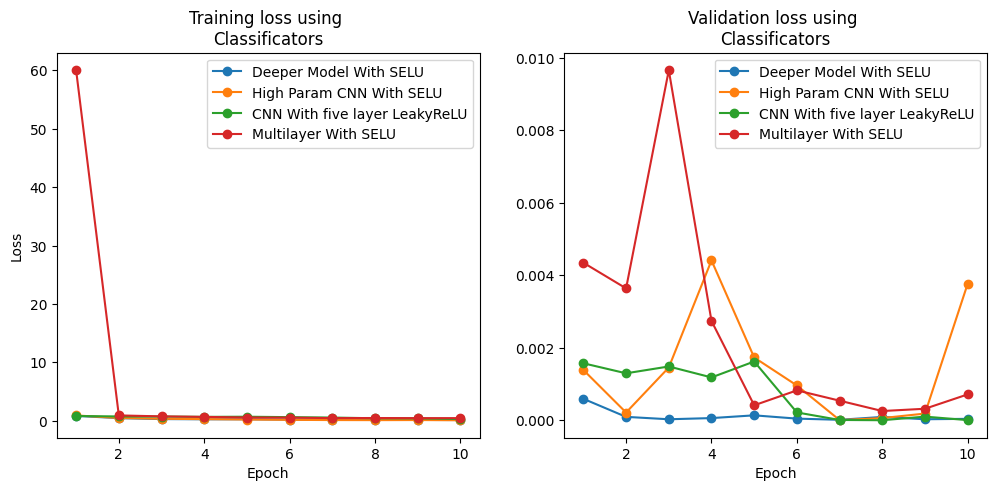 Training loss using
Classificators
Loss
60
50
40
30
20
10
0
Deeper Model With SELU
High Param CNN With SELU
CNN With five layer LeakyReLU
Multilayer With SELU
2
4
6
8
10
Epoch
Validation loss using
Classificators
0.010
0.008
0.006
0.004
0.002
0.000
Deeper Model With SELU
High Param CNN With SELU
CNN With five layer LeakyReLU
Multilayer With SELU
2
4
6
8
10
Epoch